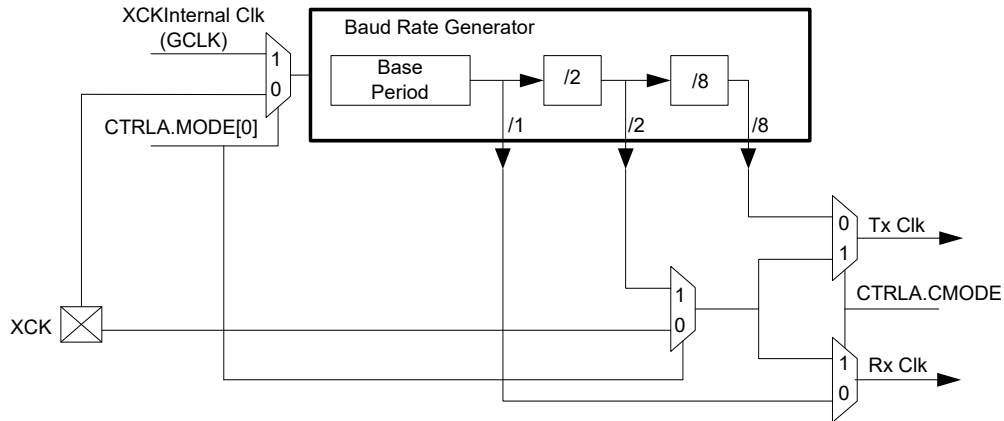 XCKInternal Clk
(GCLK)
Baud Rate Generator
1
0
Base
Period
/2
/8
CTRLA.MODE[0]
/1
/2
/8
0
1
Tx Clk
1
0
CTRLA.CMODE
XCK
1
0
Rx Clk